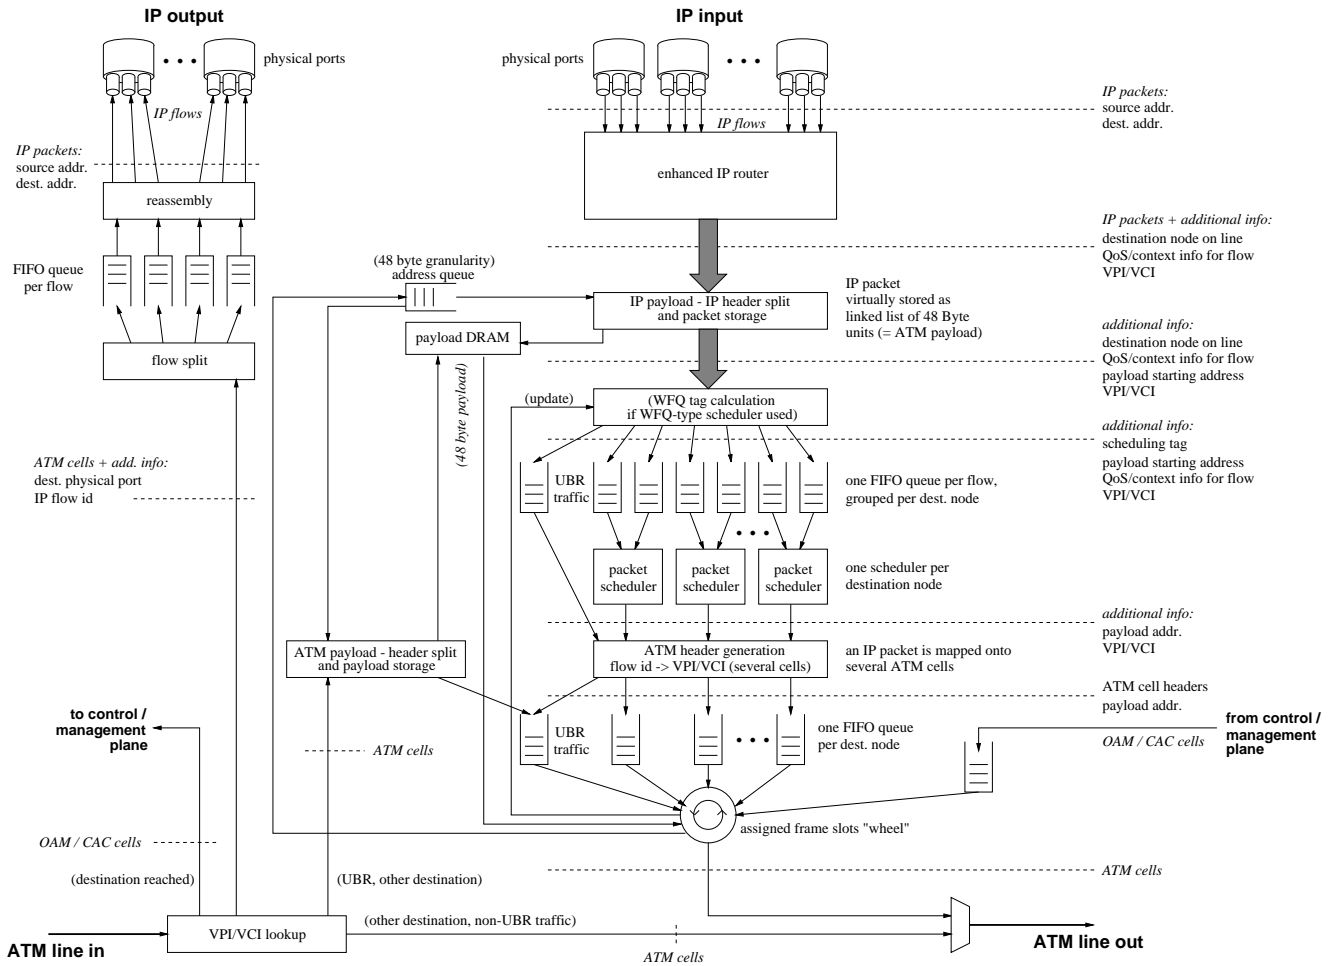 IP output
IP input
physical ports
physical ports
IP flows
IP flows
IP packets:
source addr.
dest. addr.
IP packets:
source addr.
dest. addr.
reassembly
enhanced IP router
IP packets + additional info:
destination node on line
QoS/context info for flow
VPI/VCI
FIFO queue
per flow
(48 byte granularity)
address queue
IP payload - IP header split
and packet storage
IP packet
virtually stored as
linked list of 48 Byte
units (= ATM payload)
payload DRAM
flow split
additional info:
destination node on line
QoS/context info for flow
payload starting address
VPI/VCI
(48 byte payload)
(update)
(WFQ tag calculation
if WFQ-type scheduler used)
additional info:
scheduling tag
payload starting address
QoS/context info for flow
VPI/VCI
ATM cells + add. info:
dest. physical port
IP flow id
UBR
traffic
one FIFO queue per flow,
grouped per dest. node
packet
scheduler
packet
scheduler
packet
scheduler
one scheduler per
destination node
additional info:
payload addr.
VPI/VCI
ATM payload - header split
and payload storage
ATM header generation
flow id -> VPI/VCI (several cells)
an IP packet is mapped onto
several ATM cells
ATM cell headers
payload addr.
to control /
management
plane
ATM cells
UBR
traffic
one FIFO queue
per dest. node
from control /
management
plane
OAM / CAC cells
assigned frame slots "wheel"
OAM / CAC cells
(destination reached)
(UBR, other destination)
ATM cells
(other destination, non-UBR traffic)
VPI/VCI lookup
ATM line in
ATM line out
ATM cells